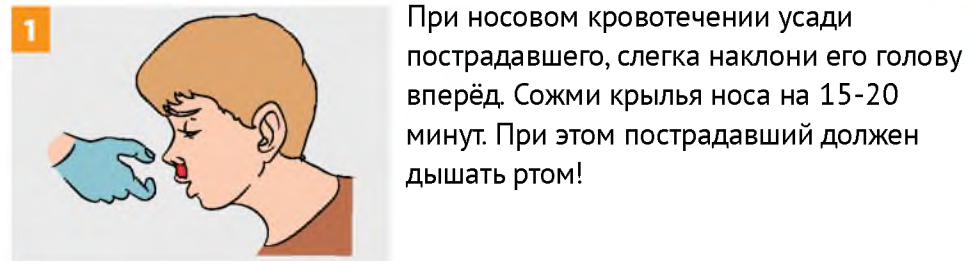 1
При носовом кровотечении усади
пострадавшего, слегка наклони его голову
вперёд. Сожми крылья носа на 15-20
минут. При этом пострадавший должен
дышать ртом!